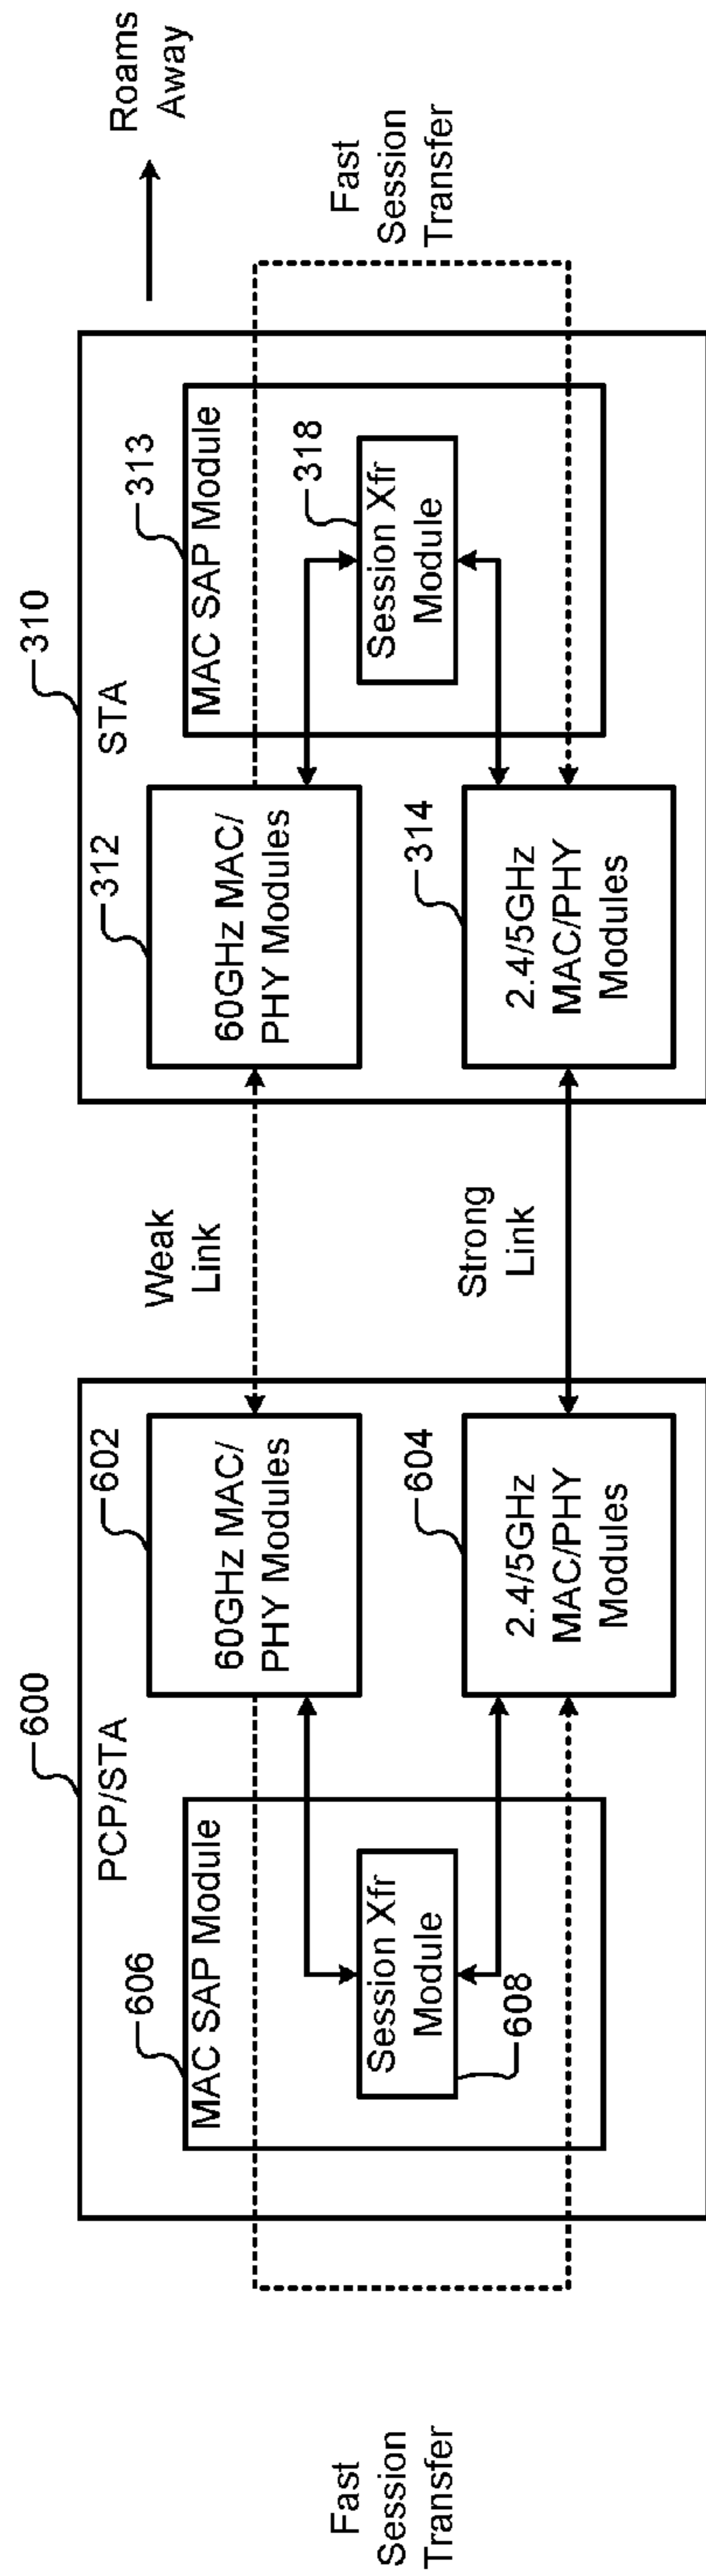 600
PCP/STA
606
MAC SAP Module
Session Xfr
Module
608
602
60GHz MAC/
PHY Modules
604
2.4/5GHz
MAC/PHY
Modules
Fast
Session
Transfer
Weak
Link
Strong
Link
310
STA
312
60GHz MAC/
PHY Modules
314
2.4/5GHz
MAC/PHY
Modules
313
MAC SAP Module
318
Session Xfr
Module
Roams
Away
Fast
Session
Transfer